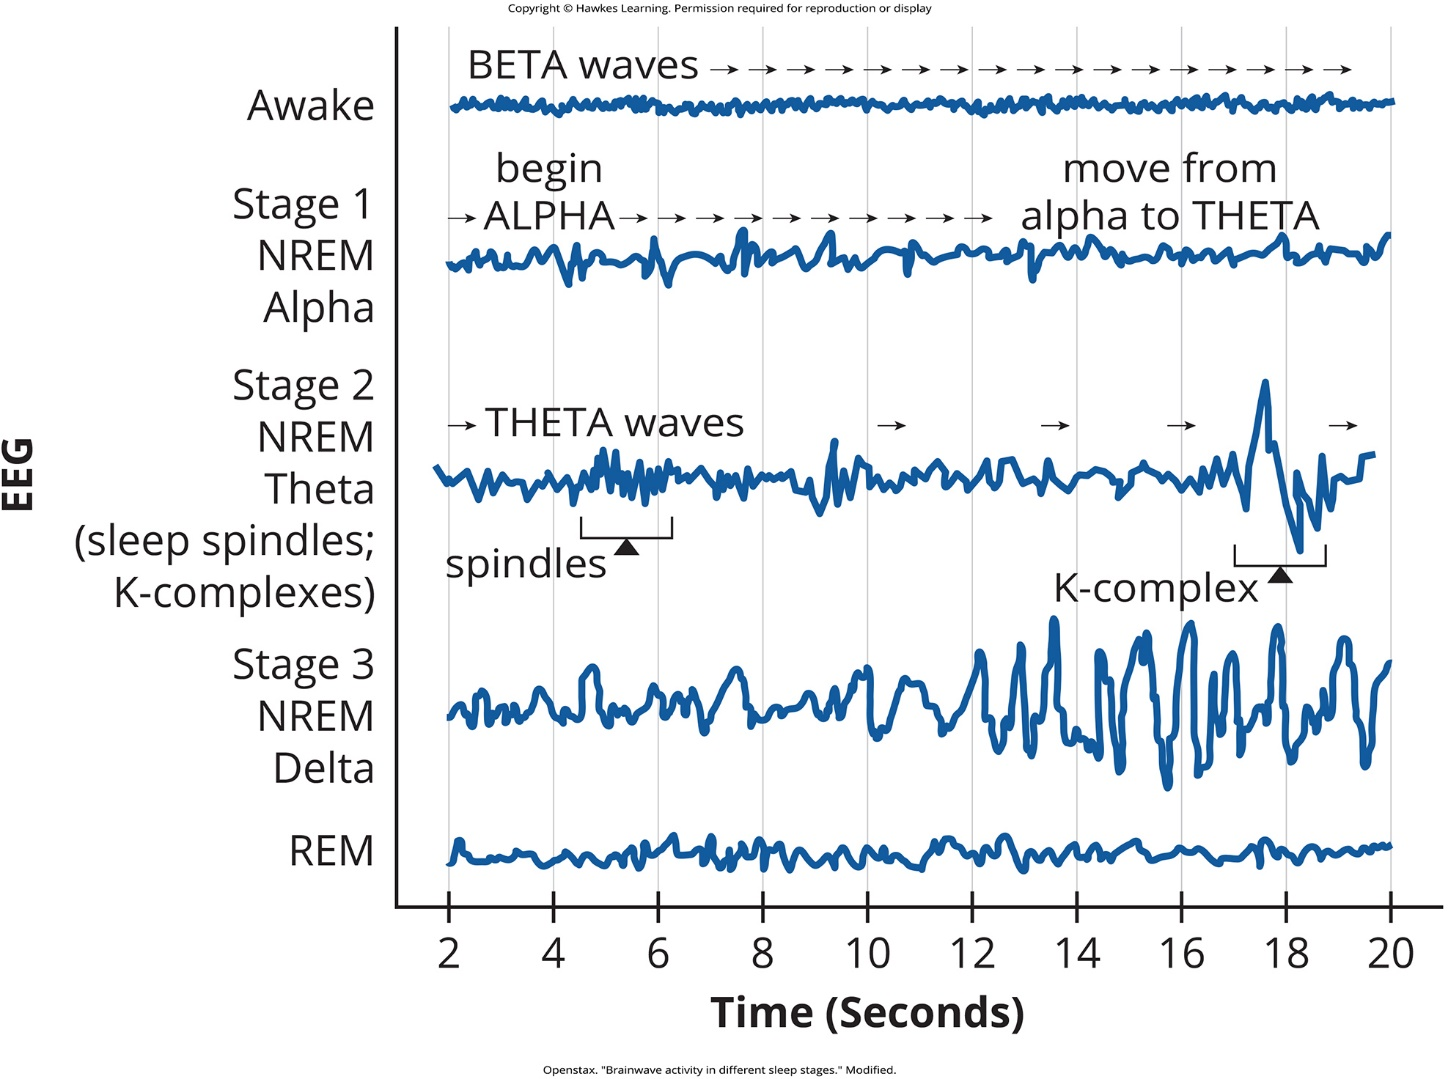 Copyright © Hawkes Learning. Permission required for reproduction or display
BETA waves
Awake
begin
ALPHA
move from
alpha to THETA
Stage 1
NREM
Alpha
Stage 2
NREM
Theta
(sleep spindles;
K-complexes)
THETA waves
spindles
K-complex
EEG
Stage 3
NREM
Delta
REM
2 4 6 8 10 12 14 16 18 20
Time (Seconds)
Openstax. "Brainwave activity in different sleep stages." Modified.